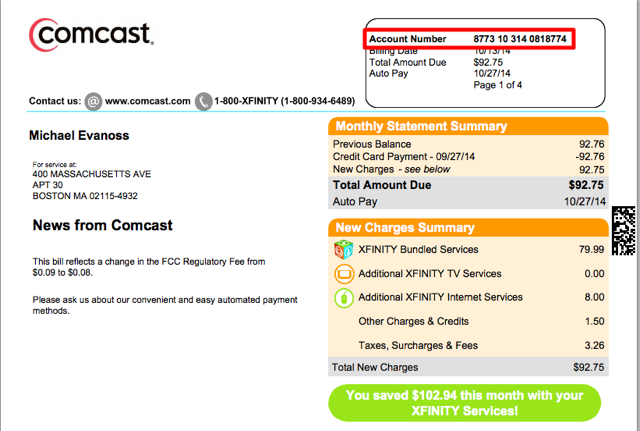 comcast.
Account Number 8773 10 314 0818774
Billing Date 10/13/14
Total Amount Due $92.75
Auto Pay 10/27/14
Page 1 of 4
Contact us: @ www.comcast.com 1-800-XFINITY (1-800-934-6489)
Michael Evanoss
For service at:
400 MASSACHUSETTS AVE
APT 30
BOSTON MA 02115-4932
News from Comcast
This bill reflects a change in the FCC Regulatory Fee from
$0.09 to $0.08.
Please ask us about our convenient and easy automated payment
methods.
Monthly Statement Summary
Previous Balance 92.76
Credit Card Payment - 09/27/14 -92.76
New Charges - see below 92.75
Total Amount Due $92.75
Auto Pay 10/27/14
New Charges Summary
XFINITY Bundled Services 79.99
Additional XFINITY TV Services 0.00
Additional XFINITY Internet Services 8.00
Other Charges & Credits 1.50
Taxes, Surcharges & Fees 3.26
Total New Charges $92.75
You saved $102.94 this month with your
XFINITY Services!